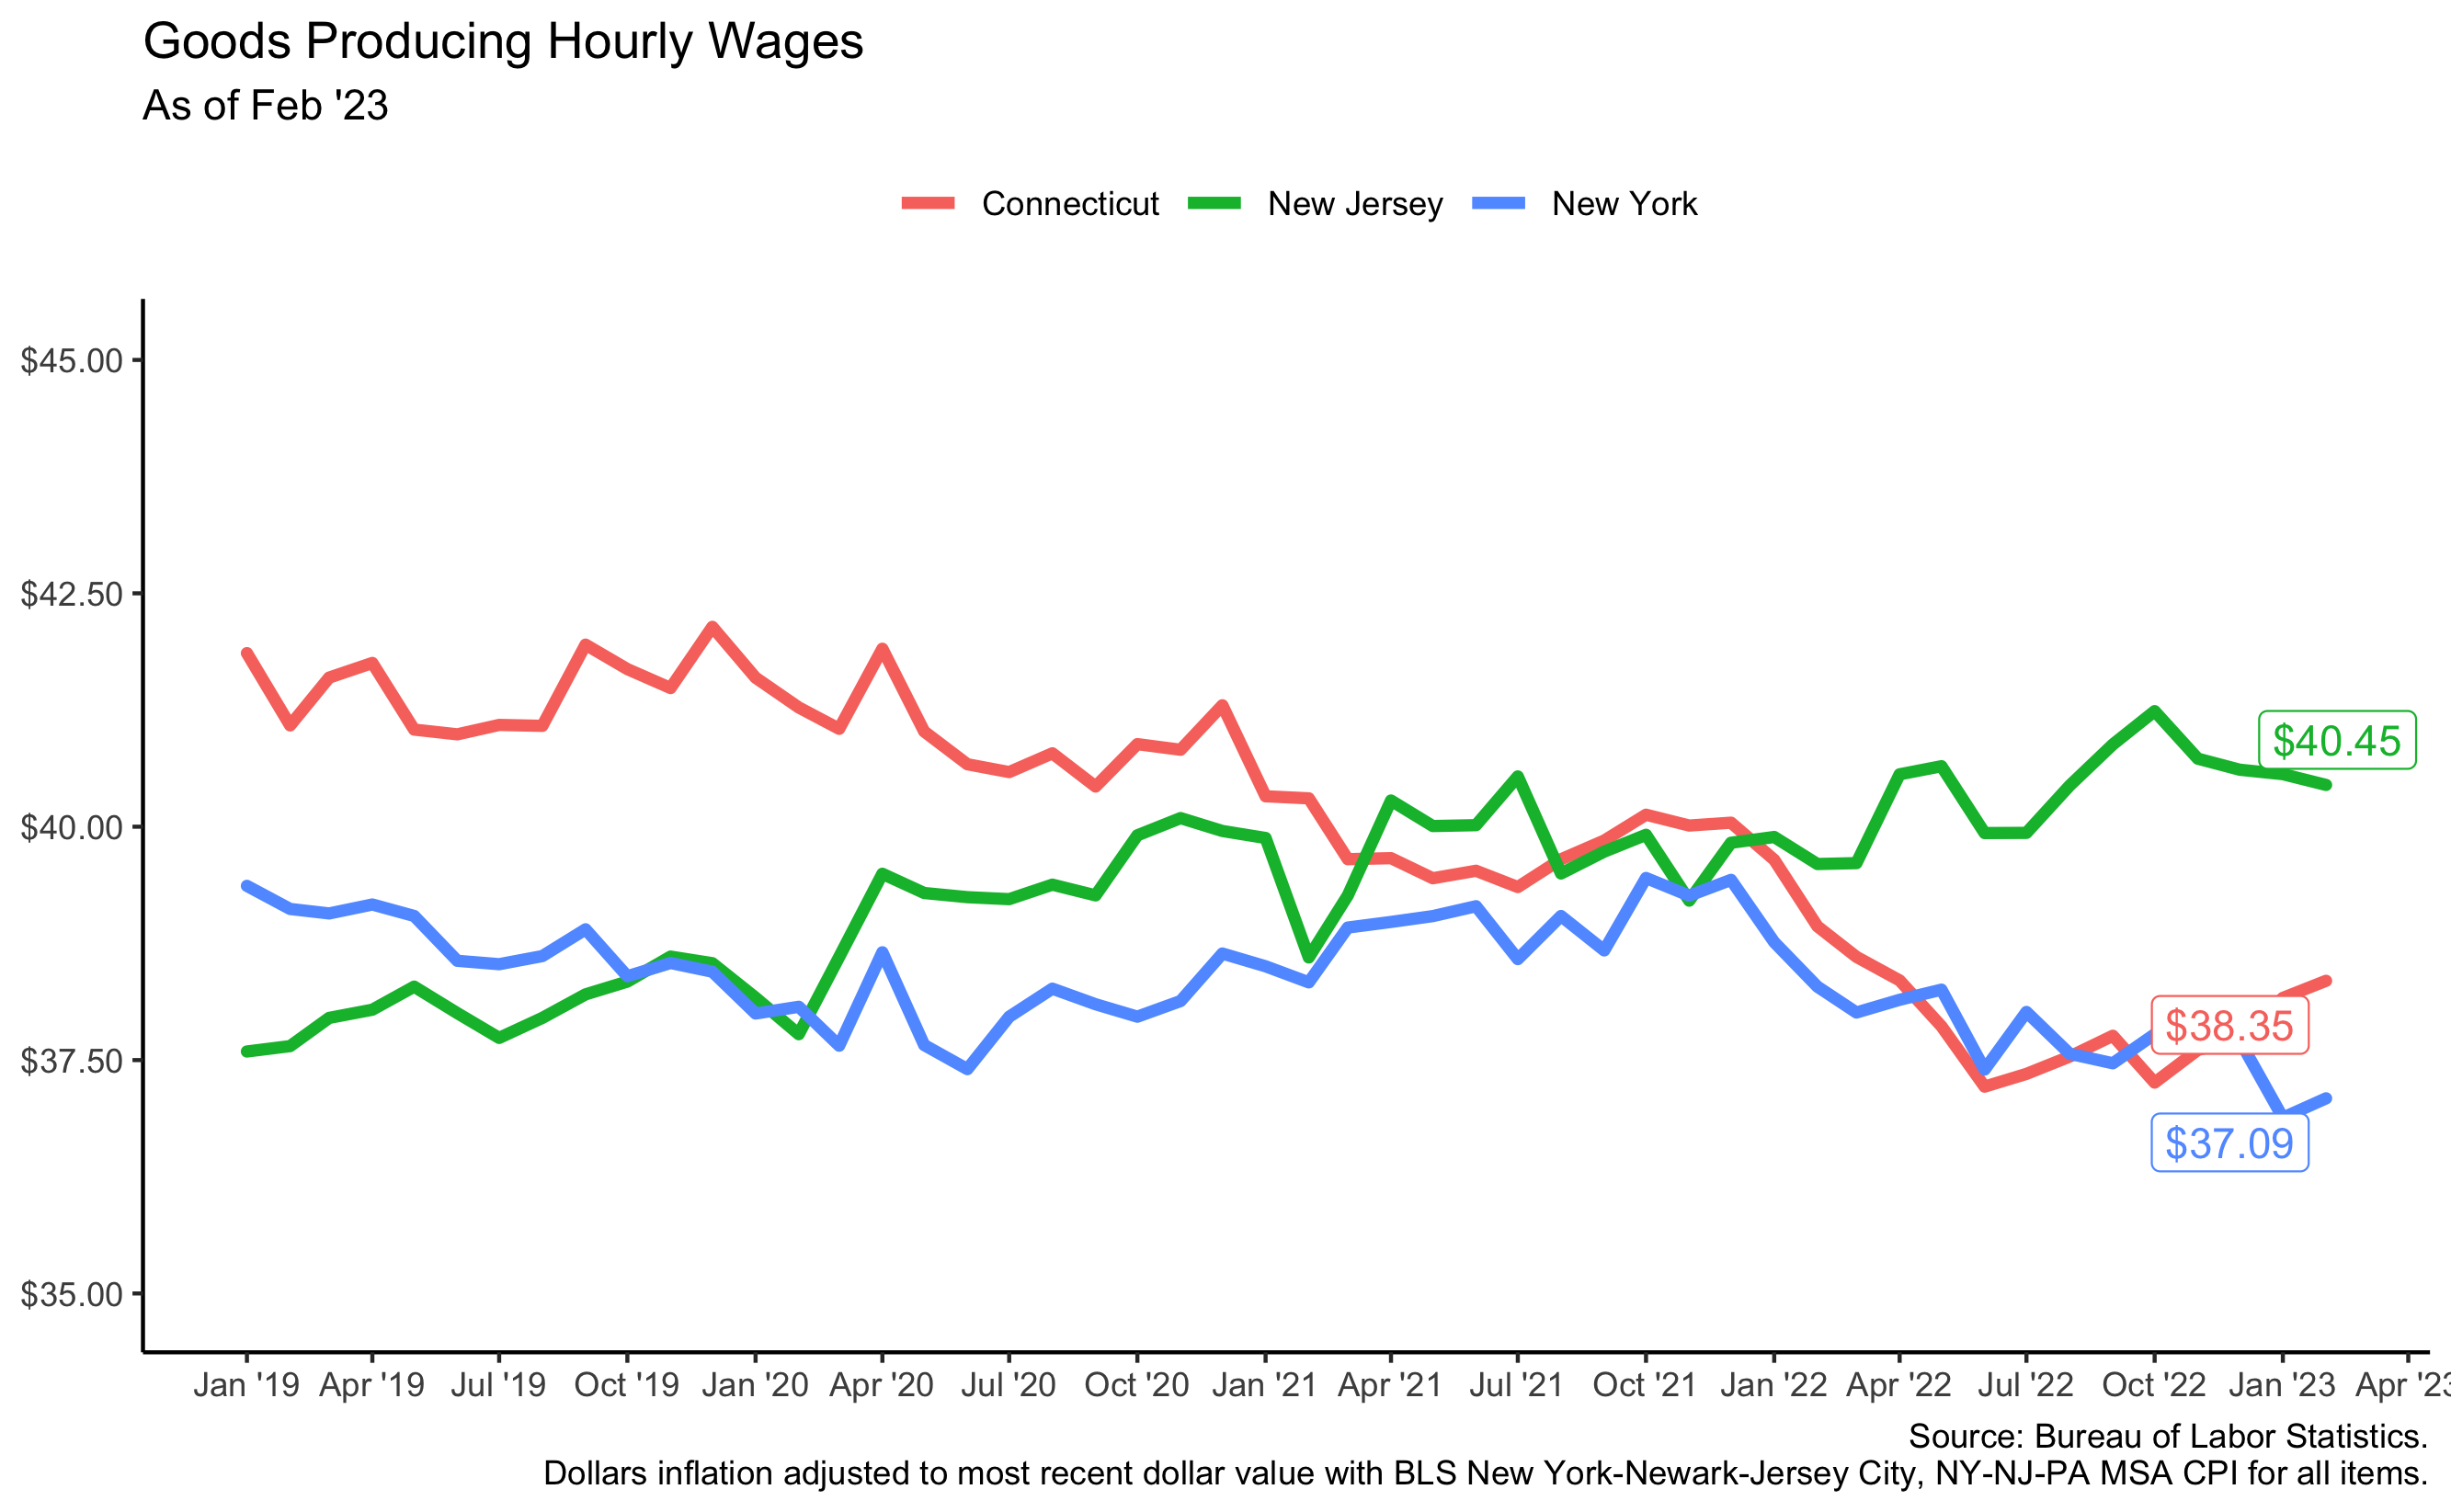 Goods Producing Hourly Wages
As of Feb '23
Connecticut New Jersey New York
$45.00
$42.50
$40.45
$40.00
$38.35
$37.50
$37.09
$35.00
Jan '19 Apr '19 Jul '19 Oct '19 Jan '20 Apr '20 Jul '20 Oct '20 Jan '21 Apr '21 Jul '21 Oct '21 Jan '22 Apr '22 Jul '22 Oct '22 Jan '23 Apr '23
Source: Bureau of Labor Statistics.
Dollars inflation adjusted to most recent dollar value with BLS New York-Newark-Jersey City, NY-NJ-PA MSA CPI for all items.